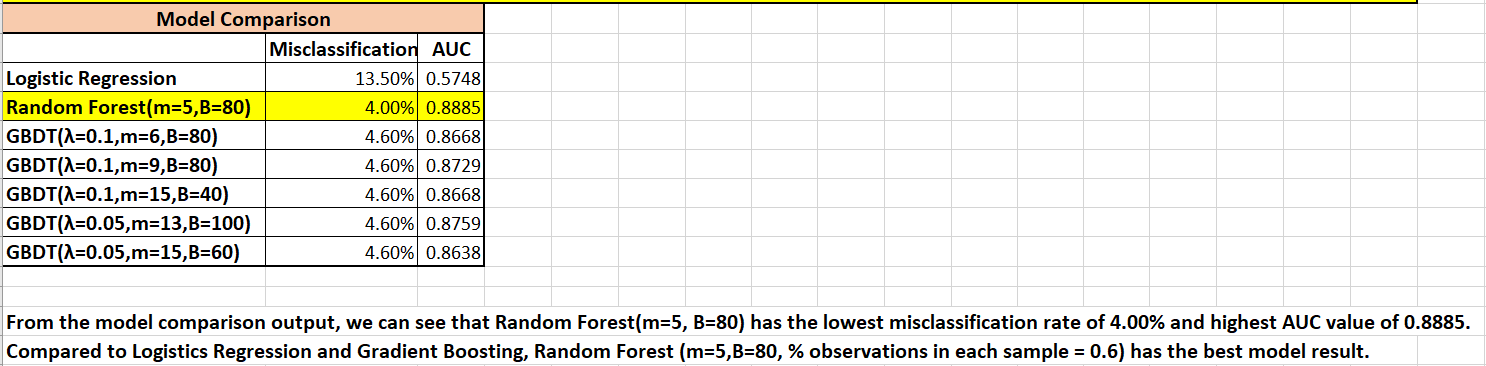 Model Comparison
Misclassification AUC
Logistic Regression 13.50% 0.5748
Random Forest(m=5,B=80) 4.00% 0.8885
GBDT(λ=0.1,m=6,B=80) 4.60% 0.8668
GBDT(λ=0.1,m=9,B=80) 4.60% 0.8729
GBDT(λ=0.1,m=15,B=40) 4.60% 0.8668
GBDT(λ=0.05,m=13,B=100) 4.60% 0.8759
GBDT(λ=0.05,m=15,B=60) 4.60% 0.8638
From the model comparison output, we can see that Random Forest(m=5, B=80) has the lowest misclassification rate of 4.00% and highest AUC value of 0.8885.
Compared to Logistics Regression and Gradient Boosting, Random Forest (m=5,B=80, % observations in each sample = 0.6) has the best model result.